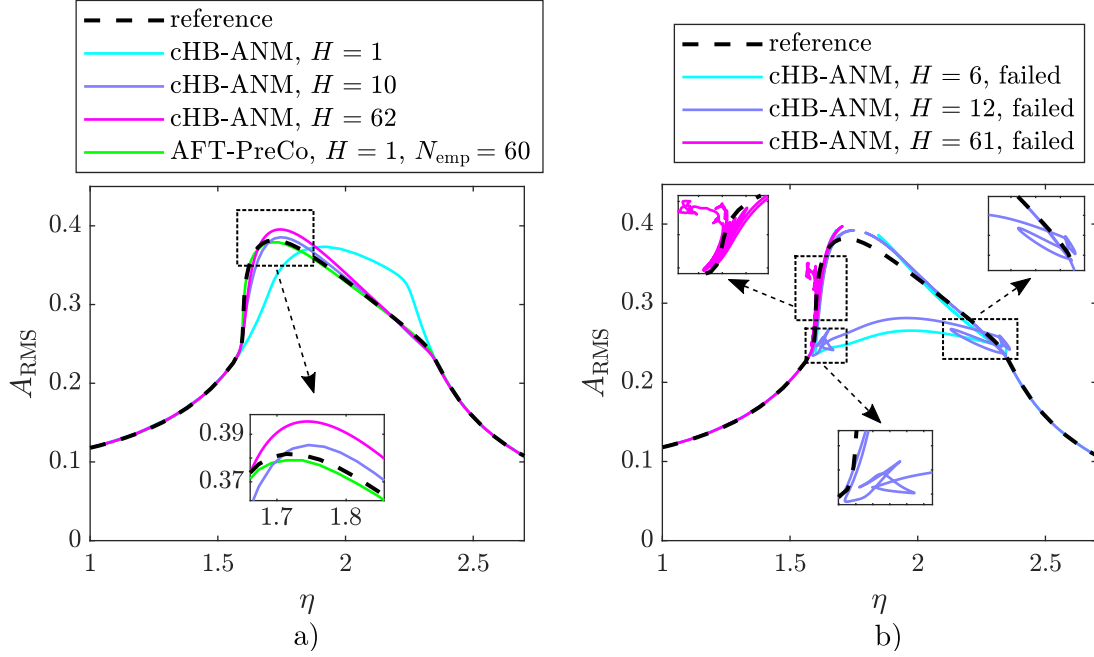 reference
cHB-ANM, H = 1
cHB-ANM, H = 10
cHB-ANM, H = 62
AFT-PreCo, H = 1, N_emp = 60
0.4
0.3
0.2
0.1
0
A_RMS
0.39
0.37
1.7 1.8
1 1.5 2 2.5
η
a)
reference
cHB-ANM, H = 6, failed
cHB-ANM, H = 12, failed
cHB-ANM, H = 61, failed
0.4
0.3
0.2
0.1
0
A_RMS
1 1.5 2 2.5
η
b)